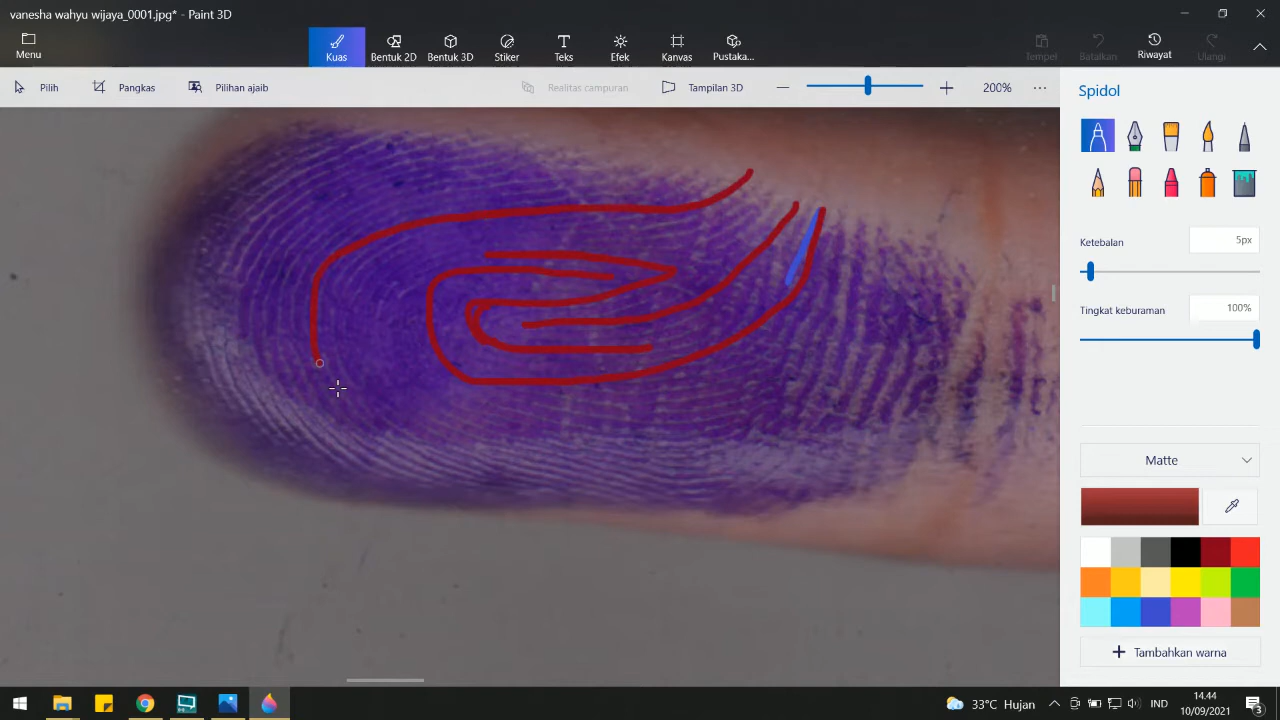 vanesha wahyu wijaya_0001.jpg* - Paint 3D
Menu
Kuas
Bentuk 2D
Bentuk 3D
Stiker
Teks
Efek
Kanvas
Pustaka...
Tempel
Batalkan
Riwayat
Ulangi
Pilih
Pangkas
Pilihan ajaib
Realitas campuran
Tampilan 3D
200%
Spidol
Ketebalan
5px
Tingkat keburaman
100%
Matte
Tambahkan warna
33°C Hujan
IND
14.44
10/09/2021
3